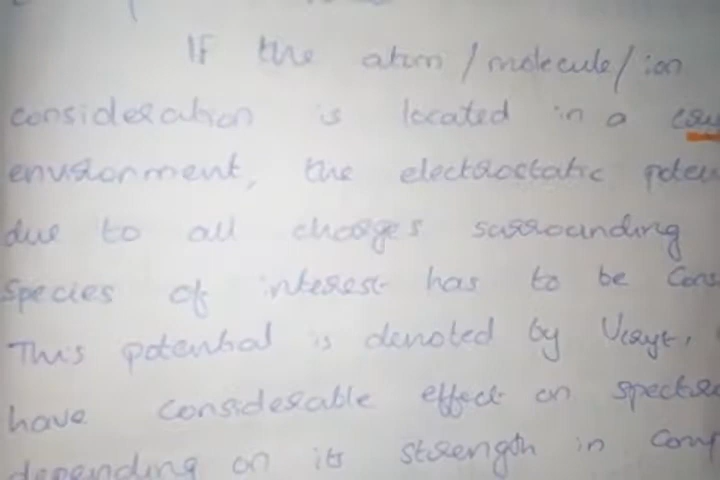 If the atom/molecule/ion
consideration is located in a
environment, the electrostatic
due to all charges surrounding
species of interest has to be
This potential is denoted by Vcryt,
have considerable effect on
depending on its strength in